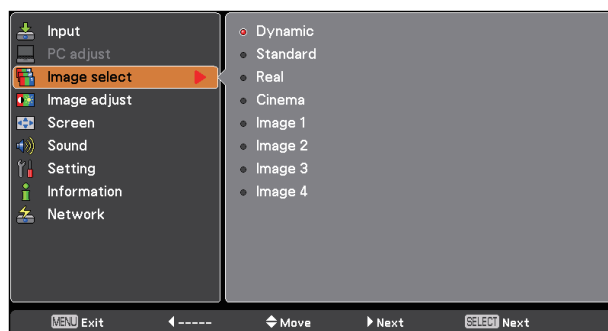 Input
PC adjust
Image select
Image adjust
Screen
Sound
Setting
Information
Network
Dynamic
Standard
Real
Cinema
Image 1
Image 2
Image 3
Image 4
MENU Exit ----- Move Next SELECT Next